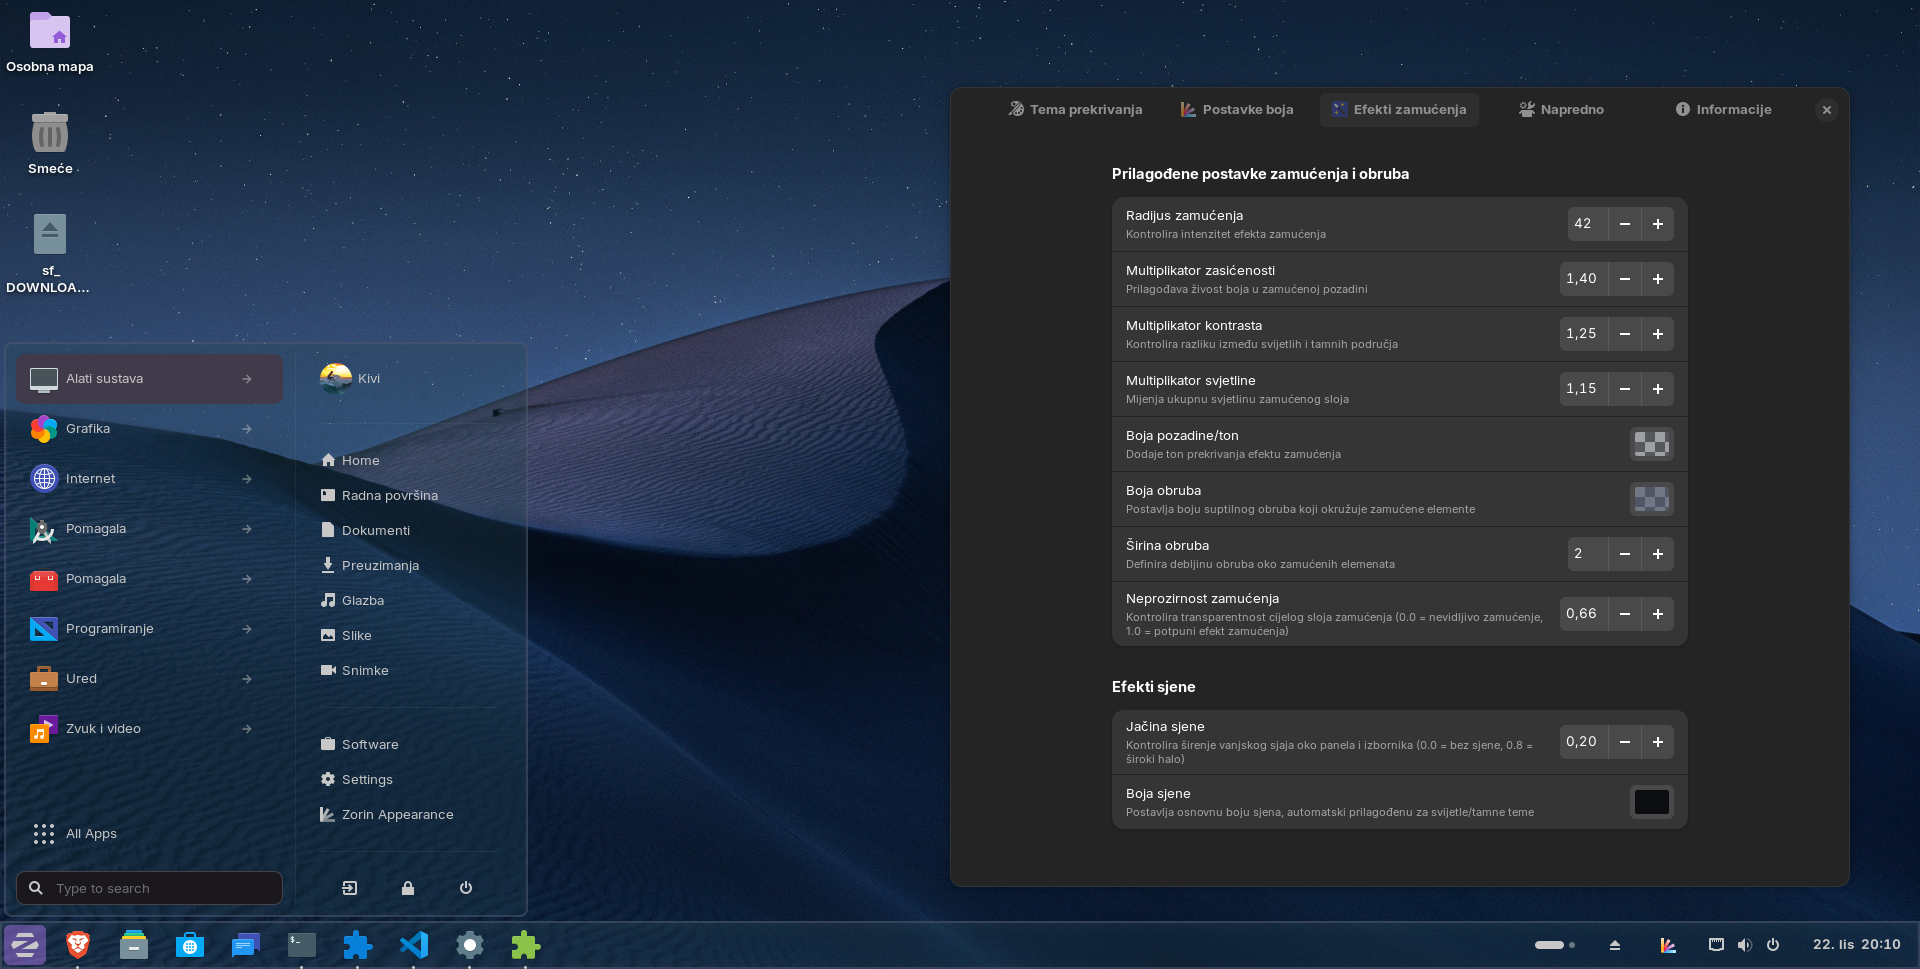 Osobna mapa
Smeće
sf_
DOWNLOA...
Alati sustava
Grafika
Internet
Pomagala
Pomagala
Programiranje
Ured
Zvuk i video
All Apps
Type to search
Kivi
Home
Radna površina
Dokumenti
Preuzimanja
Glazba
Slike
Snimke
Software
Settings
Zorin Appearance
Tema prekrivanja
Postavke boja
Efekti zamućenja
Napredno
Informacije
Prilagođene postavke zamućenja i obruba
Radijus zamućenja
Kontrolira intenzitet efekta zamućenja
42
Multiplikator zasićenosti
Prilagođava živost boja u zamućenoj pozadini
1,40
Multiplikator kontrasta
Kontrolira razliku između svijetlih i tamnih područja
1,25
Multiplikator svjetline
Mijenja ukupnu svjetlinu zamućenog sloja
1,15
Boja pozadine/ton
Dodaje ton prekrivanja efektu zamućenja
Boja obruba
Postavlja boju suptilnog obruba koji okružuje zamućene elemente
Širina obruba
Definira debljinu obruba oko zamućenih elemenata
2
Neprozirnost zamućenja
Kontrolira transparentnost cijelog sloja zamućenja (0.0 = nevidljivo zamućenje,
1.0 = potpuni efekt zamućenja)
0,66
Efekti sjene
Jačina sjene
Kontrolira širenje vanjskog sjaja oko panela i izbornika (0.0 = bez sjene, 0.8 =
široki halo)
0,20
Boja sjene
Postavlja osnovnu boju sjena, automatski prilagođenu za svijetle/tamne teme
$_
22. lis 20:10